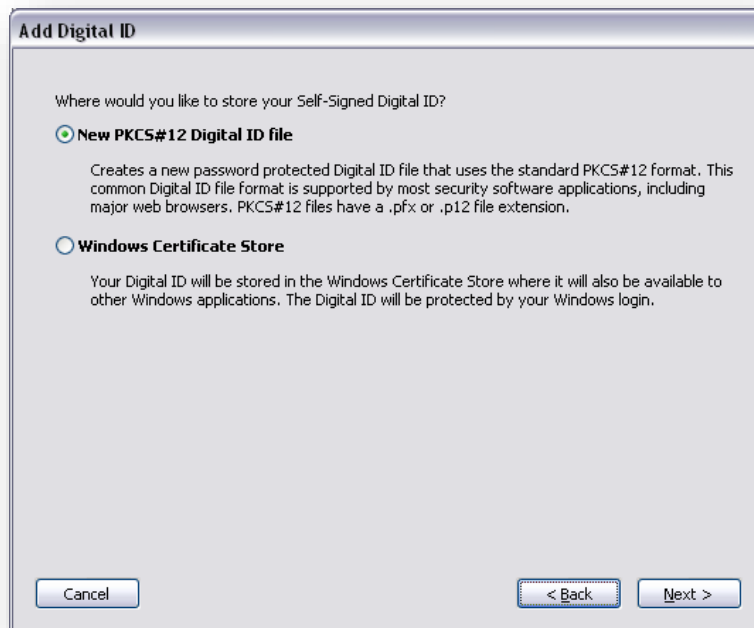 Add Digital ID
Where would you like to store your Self-Signed Digital ID?
New PKCS#12 Digital ID file
Creates a new password protected Digital ID file that uses the standard PKCS#12 format. This
common Digital ID file format is supported by most security software applications, including
major web browsers. PKCS#12 files have a .pfx or .p12 file extension.
Windows Certificate Store
Your Digital ID will be stored in the Windows Certificate Store where it will also be available to
other Windows applications. The Digital ID will be protected by your Windows login.
Cancel < Back Next >